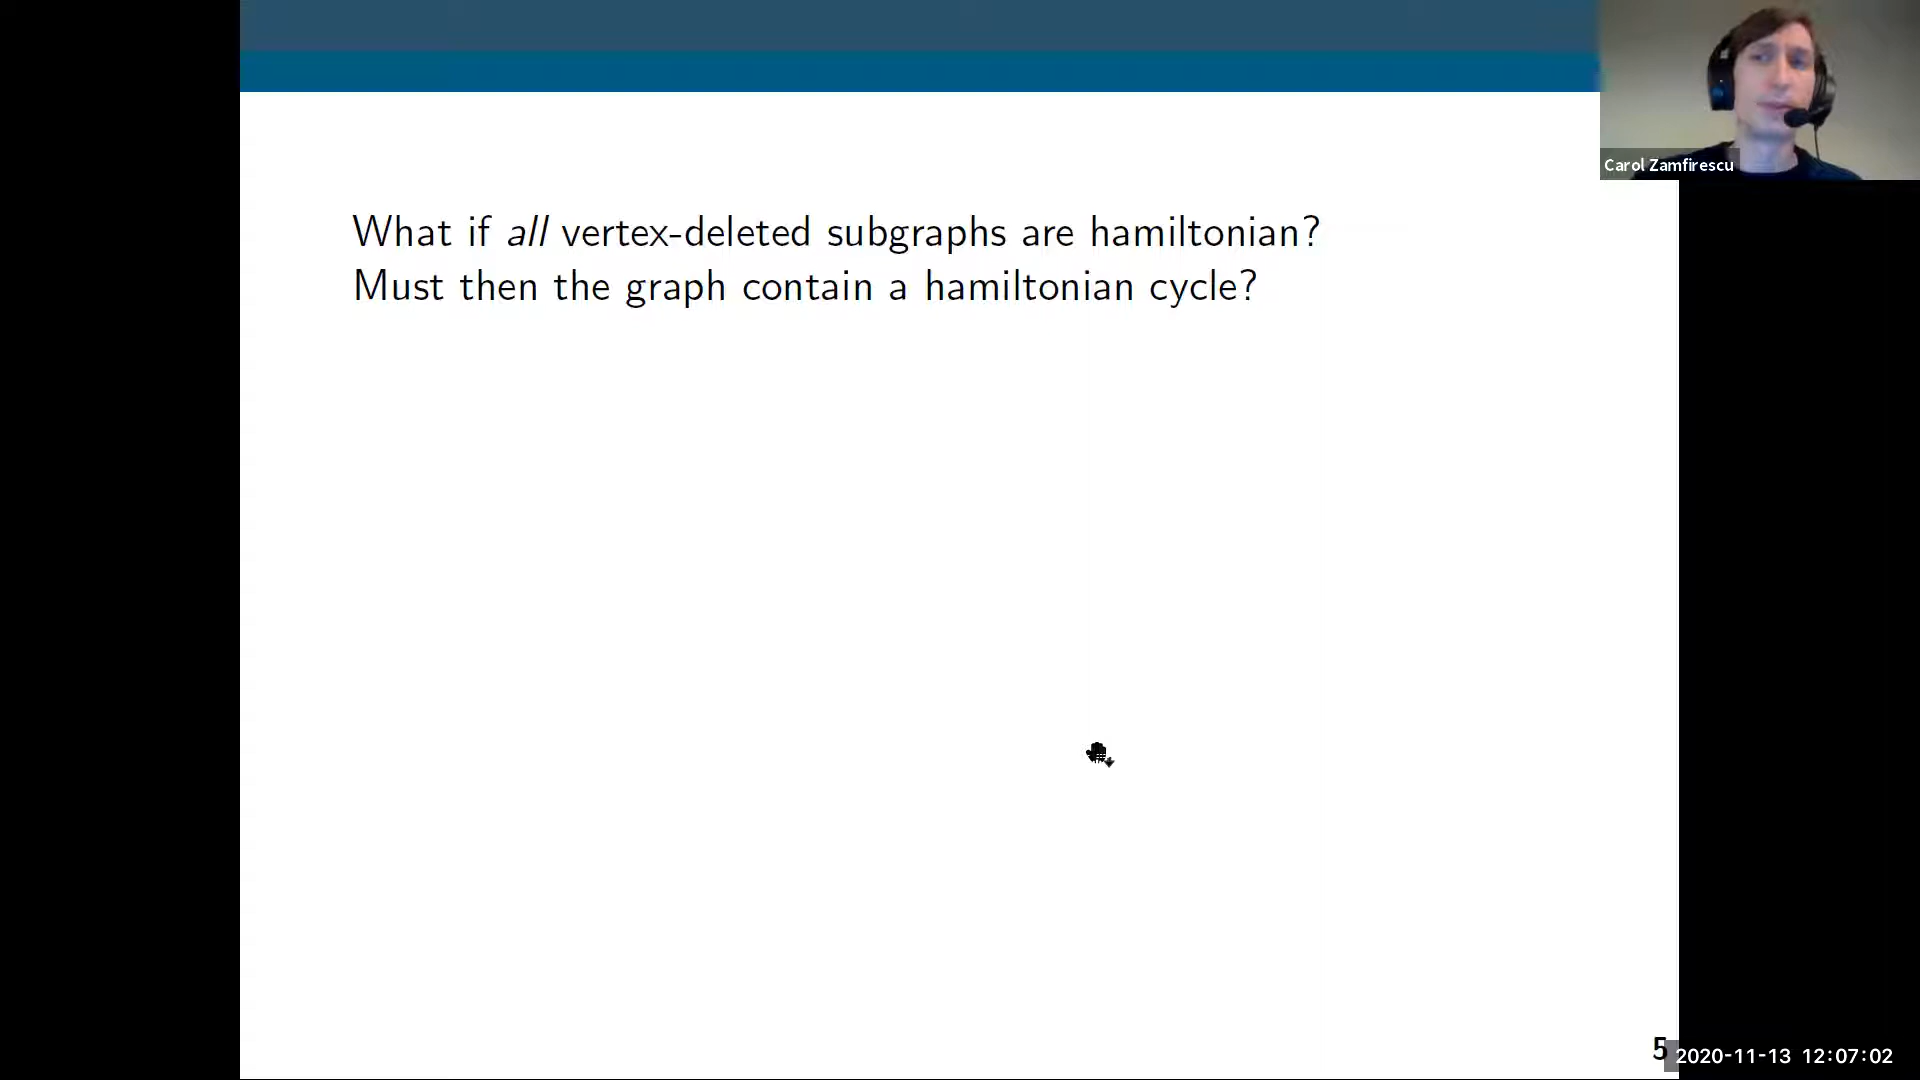 Carol Zamfirescu
What if all vertex-deleted subgraphs are hamiltonian?
Must then the graph contain a hamiltonian cycle?
5
2020-11-13 12:07:02